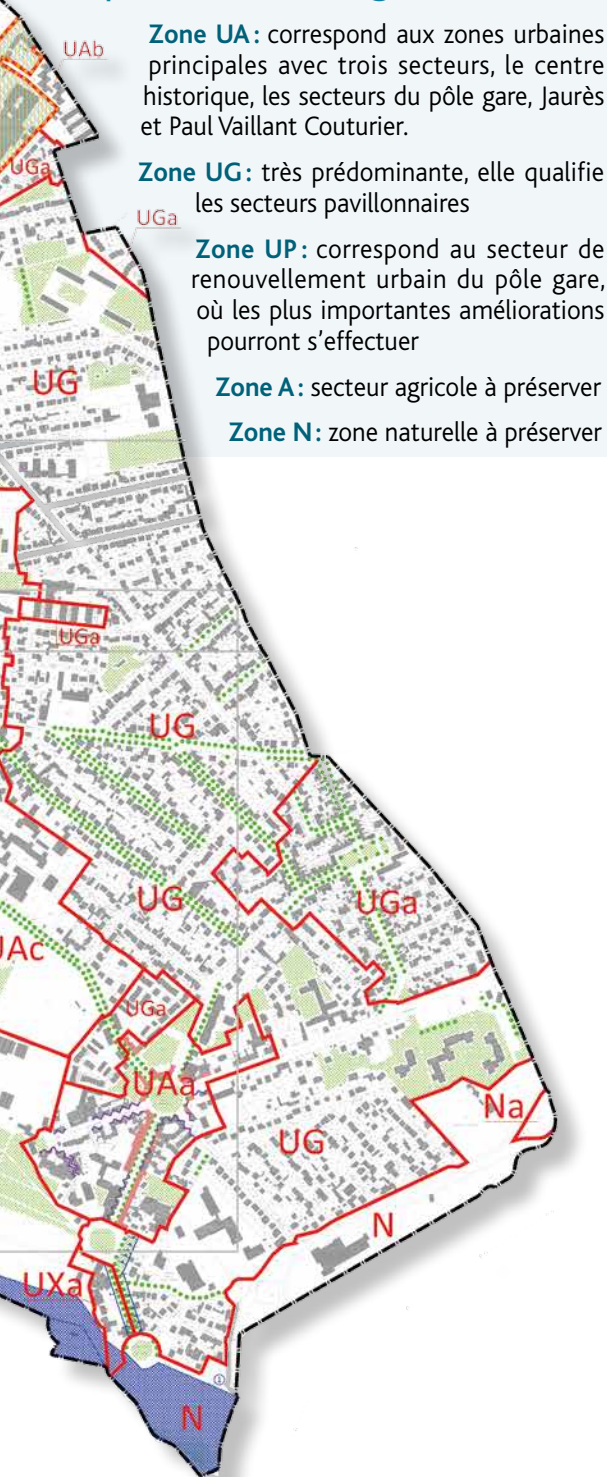 UAb
Zone UA : correspond aux zones urbaines
principales avec trois secteurs, le centre
historique, les secteurs du pôle gare, Jaurès
et Paul Vaillant Couturier.
UGa
Zone UG : très prédominante, elle qualifie
les secteurs pavillonnaires
UGa
Zone UP : correspond au secteur de
renouvellement urbain du pôle gare,
où les plus importantes améliorations
pourront s’effectuer
UG
Zone A : secteur agricole à préserver
Zone N : zone naturelle à préserver
UGa
UG
UG
UGa
UAc
UGa
UAa
Na
UG
N
UXa
N